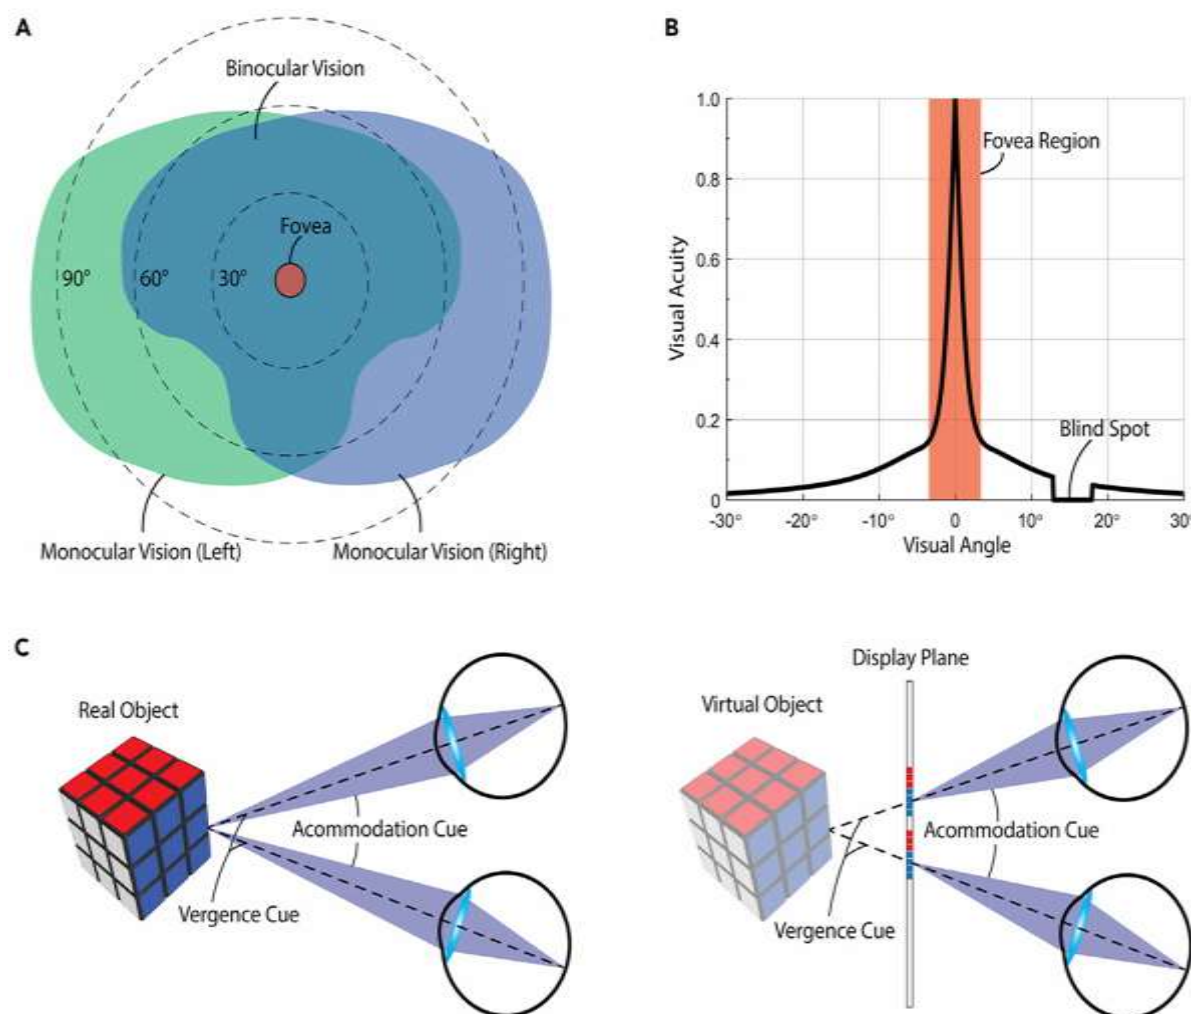 A
Binocular Vision
Fovea
90°
60°
30°
Monocular Vision (Left)
Monocular Vision (Right)
B
1.0
0.8
0.6
0.4
0.2
0
Visual Acuity
Fovea Region
Blind Spot
-30°
-20°
-10°
0
10°
20°
30°
Visual Angle
C
Real Object
Acommodation Cue
Vergence Cue
Display Plane
Virtual Object
Acommodation Cue
Vergence Cue